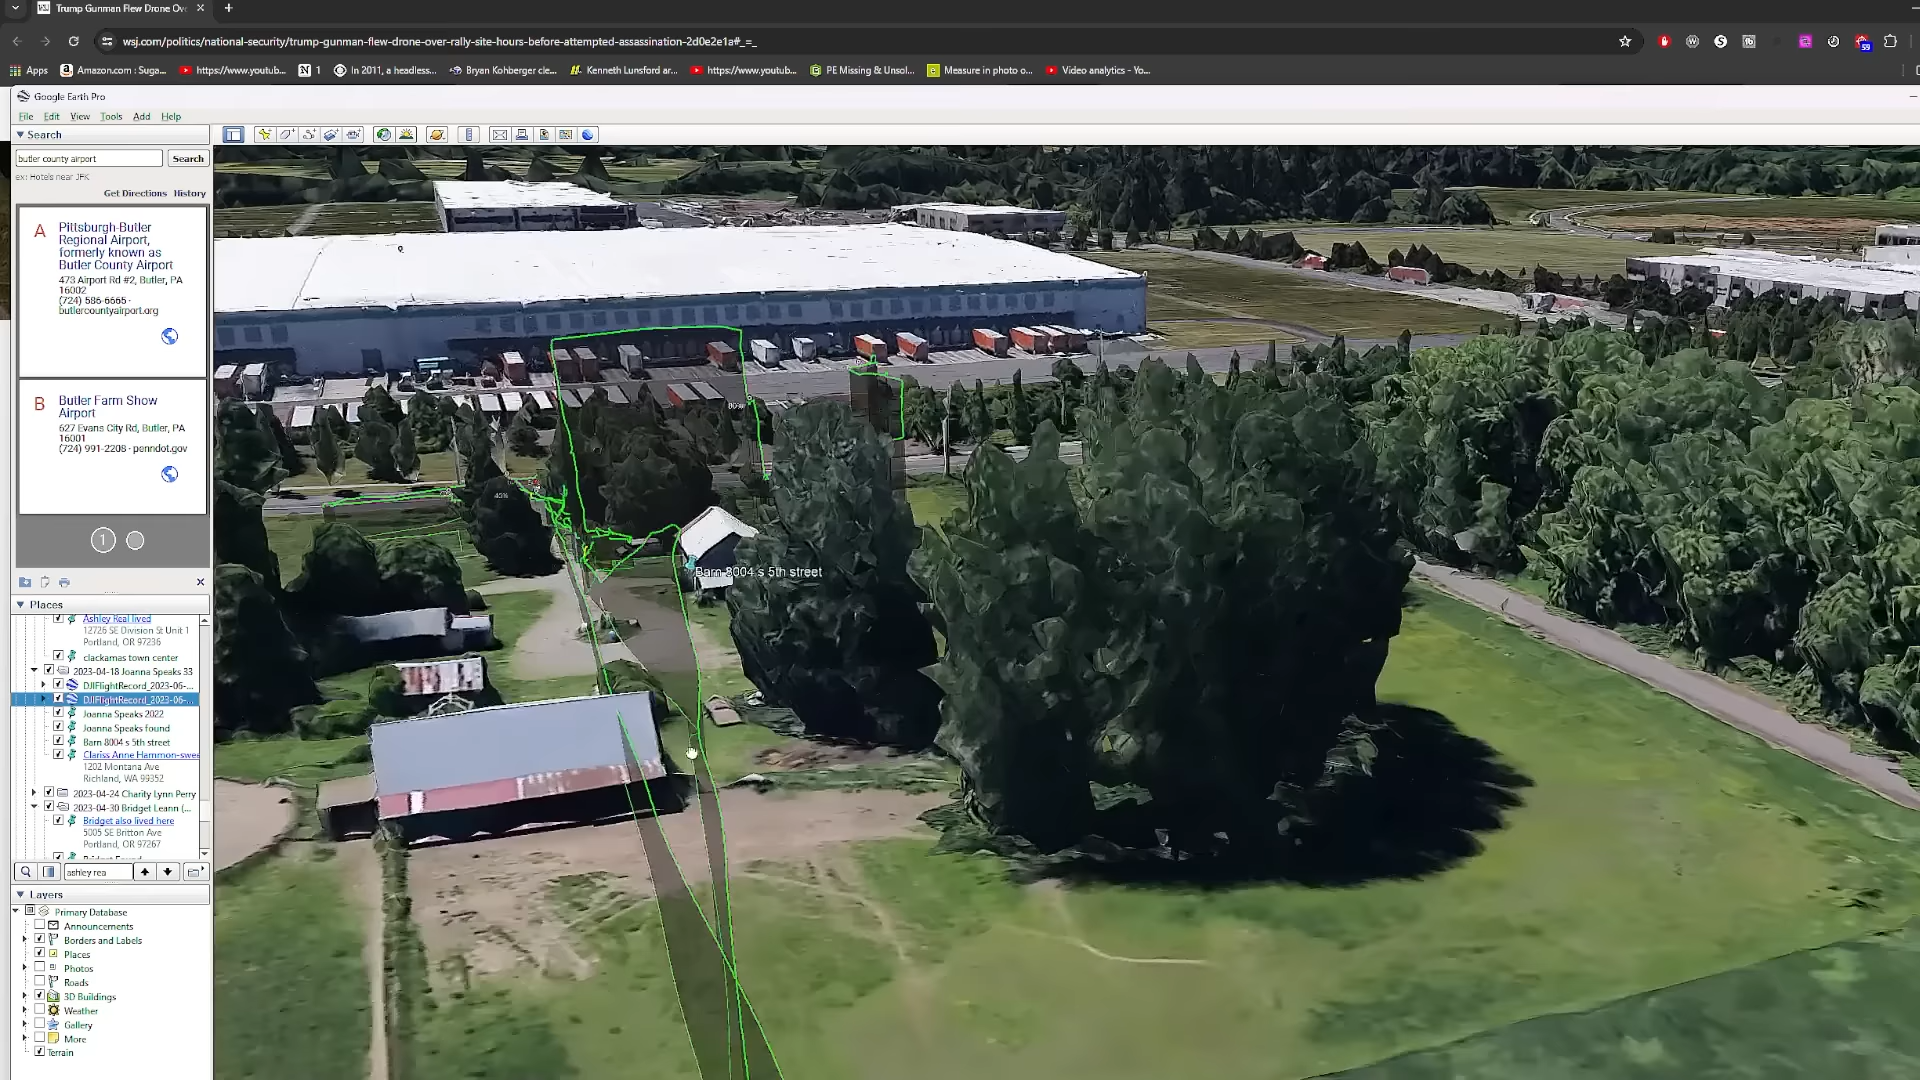 Trump Gunman Flew Drone Ov
wsj.com/politics/national-security/trump-gunman-flew-drone-over-rally-site-hours-before-attempted-assassination-2d0e2e1a#_=_
59
Apps
Amazon.com : Suga...
https://www.youtub...
1
In 2011, a headless...
Bryan Kohberger cle...
Kenneth Lunsford ar...
https://www.youtub...
PE Missing & Unsol...
Measure in photo o...
Video analytics - Yo...
Google Earth Pro
File Edit View Tools Add Help
Search
butler county airport
Search
ex: Hotels near JFK
Get Directions History
A
Pittsburgh-Butler
Regional Airport,
formerly known as
Butler County Airport
473 Airport Rd #2, Butler, PA
16002
(724) 586-6665 ·
butlercountyairport.org
B
Butler Farm Show
Airport
627 Evans City Rd, Butler, PA
16001
(724) 991-2208 · penndot.gov
1
Places
Ashley Real lived
12726 SE Division St Unit 1
Portland, OR 97236
clackamas town center
2023-04-18 Joanna Speaks 33
DJIFlightRecord_2023-06-...
DJIFlightRecord_2023-06-...
Joanna Speaks 2022
Joanna Speaks found
Barn 8004 s 5th street
Clariss Anne Hammon-swe
1202 Montana Ave
Richland, WA 99352
2023-04-24 Charity Lynn Perry
2023-04-30 Bridget Leann (...
Bridget also lived here
5005 SE Britton Ave
Portland, OR 97267
ashley rea
Layers
Primary Database
Announcements
Borders and Labels
Places
Photos
Roads
3D Buildings
Weather
Gallery
More
Terrain
80%
45%
Barn 8004 s 5th street